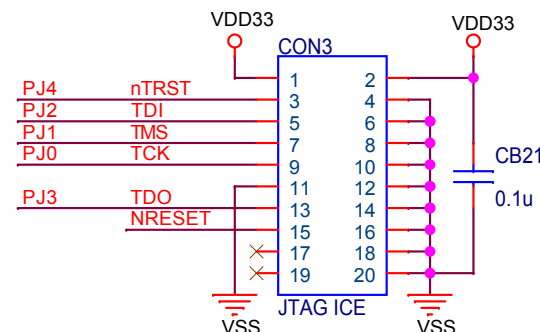 VDD33 VDD33
CON3
1 2
PJ4 nTRST 3 4
PJ2 TDI 5 6
PJ1 TMS 7 8
PJ0 TCK 9 10
CB21
11 12
PJ3 TDO 13 14
0.1u
NRESET 15 16
17 18
19 20
JTAG ICE
VSS VSS